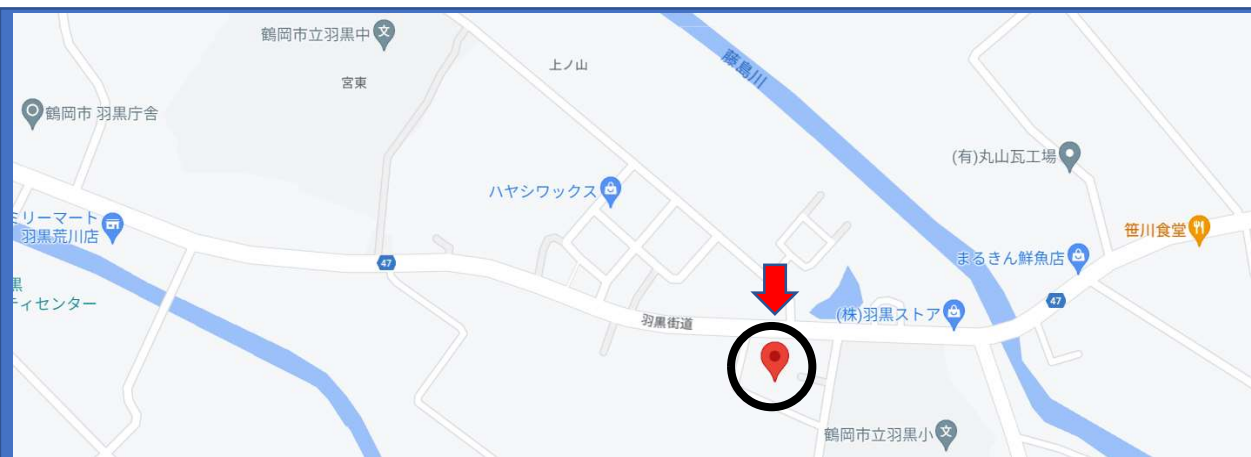 鶴岡市立羽黒中
宮東
上ノ山
藤島川
鶴岡市 羽黒庁舎
(有)丸山瓦工場
ハヤシワックス
ミリーマート
羽黒荒川店
笹川食堂
まるきん鮮魚店
47
47
黒
ィセンター
羽黒街道
(株)羽黒ストア
鶴岡市立羽黒小